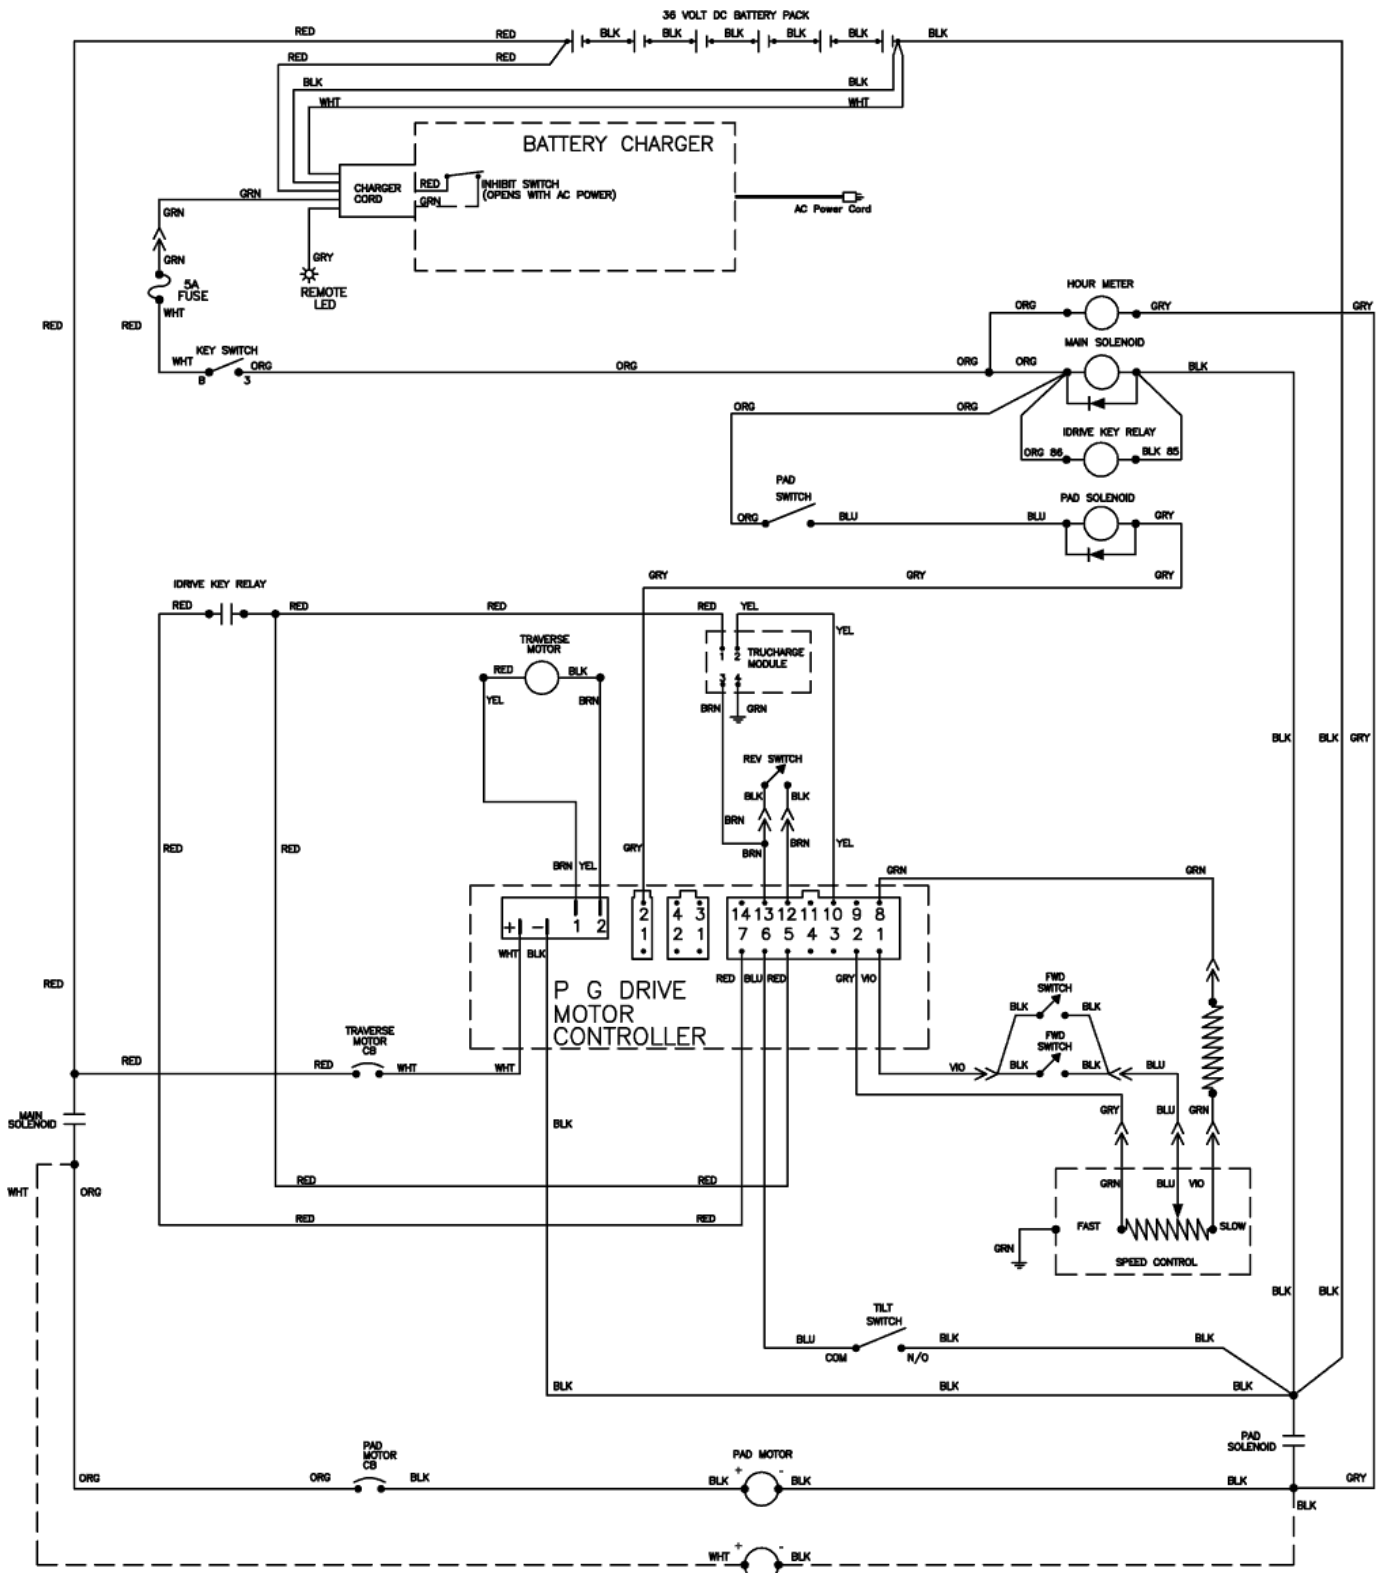 36 VOLT DC BATTERY PACK
RED RED BLK BLK BLK BLK BLK BLK
RED RED
BLK BLK
WHT WHT
BATTERY CHARGER
CHARGER
CORD
RED
GRN
INHIBIT SWITCH
(OPENS WITH AC POWER)
AC Power Cord
GRN
GRN
GRN
GRY
5A
FUSE
REMOTE
LED
WHT
RED RED
HOUR METER
ORG GRY GRY
MAIN SOLENOID
WHT KEY SWITCH ORG ORG ORG ORG BLK
B 3
ORG ORG
IDRIVE KEY RELAY
ORG 86 BLK 85
PAD
SWITCH
PAD SOLENOID
ORG BLU BLU GRY
GRY GRY GRY
IDRIVE KEY RELAY
RED RED RED RED YEL
YEL
TRAVERSE
MOTOR
RED BLK
YEL BRN
1 2 TRUCHARGE
MODULE
3 4
BRN GRN
BLK BLK GRY
REV SWITCH
BLK BLK
BRN
BRN BRN YEL
RED RED GRY
BRN YEL
GRN GRN
+ - 1 2
2
1
4 3
2 1
14 13 12 11 10 9 8
7 6 5 4 3 2 1
WHT BLK
RED BLU RED GRY VIO
P G DRIVE
MOTOR
CONTROLLER
RED
FWD
SWITCH
BLK BLK
FWD
SWITCH
VIO BLK BLK BLU
TRAVERSE
MOTOR
CB
RED RED WHT WHT
MAIN
SOLENOID
BLK
GRY BLU GRN
WHT ORG
RED RED
RED RED
GRN BLU VIO
FAST SLOW
GRN
SPEED CONTROL
BLK BLK
TILT
SWITCH
BLU BLK BLK
COM N/O
BLK BLK BLK
PAD
SOLENOID
PAD
MOTOR
CB
PAD MOTOR
ORG ORG BLK BLK + - BLK BLK GRY
BLK
WHT + - BLK